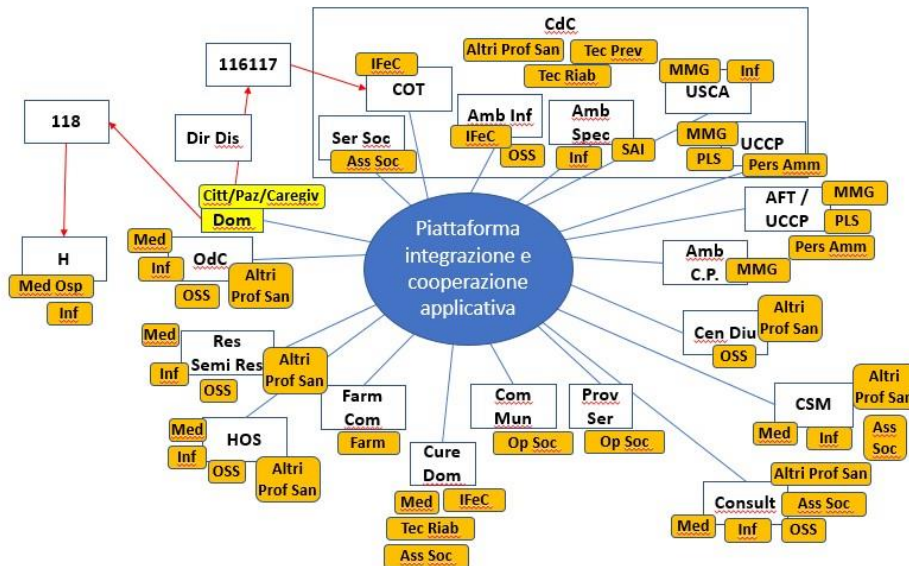 CdC
Altri Prof San
Tec Prev
Tec Riab
IFeC
COT
116117
118
Dir Dis
Ser Soc
Ass Soc
Amb Inf
IFeC
OSS
Amb
Spec
Inf
SAI
MMG
Inf
USCA
MMG
PLS
UCCP
Pers Amm
Citt/Paz/Caregiv
Dom
AFT /
UCCP
MMG
PLS
Pers Amm
Piattaforma
integrazione e
cooperazione
applicativa
H
Med Osp
Inf
Med
OdC
Inf
OSS
Altri
Prof San
Amb
C.P.
MMG
Cen Diu
Altri
Prof San
OSS
Med
Res
Semi Res
Inf
OSS
Altri
Prof San
Farm
Com
Farm
Com
Mun
Op Soc
Prov
Ser
Op Soc
CSM
Altri
Prof San
Med
Inf
Ass
Soc
Med
HOS
Inf
OSS
Altri
Prof San
Cure
Dom
Med
IFeC
Tec Riab
Ass Soc
Altri Prof San
Consult
Ass Soc
Med
Inf
OSS